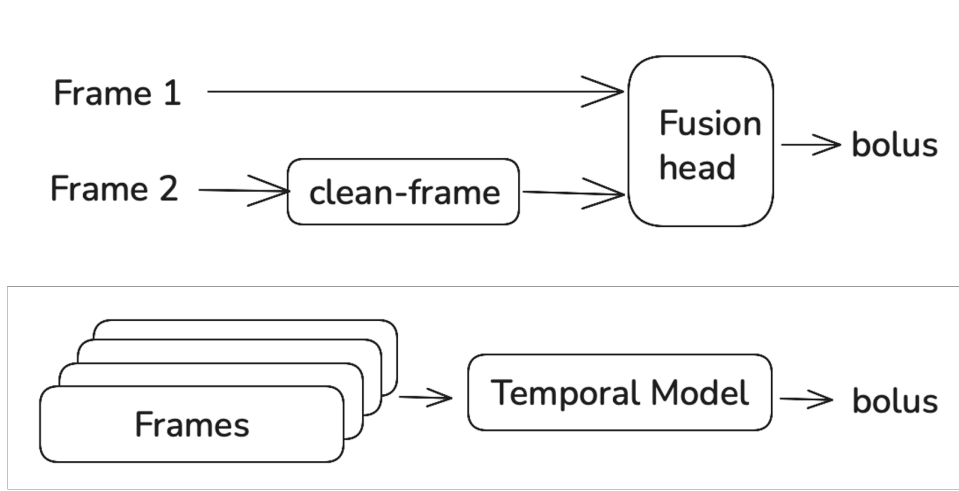 Frame 1
Fusion
head
bolus
Frame 2
clean-frame
Frames
Temporal Model
bolus